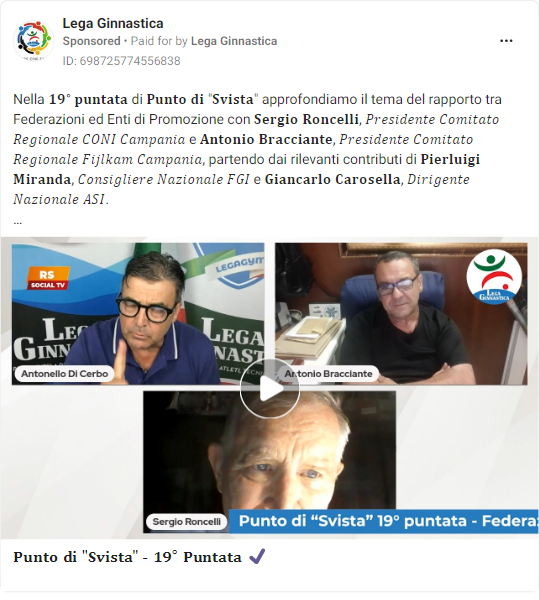 Lega Ginnastica
Sponsored • Paid for by Lega Ginnastica
ID: 698725774556838
Nella 19° puntata di Punto di "Svista" approfondiamo il tema del rapporto tra
Federazioni ed Enti di Promozione con Sergio Roncelli, Presidente Comitato
Regionale CONI Campania e Antonio Bracciante, Presidente Comitato
Regionale Fijlkam Campania, partendo dai rilevanti contributi di Pierluigi
Miranda, Consigliere Nazionale FGI e Giancarlo Carosella, Dirigente
Nazionale ASI.
...
RS
SOCIAL TV
LEGAGYM
LEGA
GINNASTICA
Antonello Di Cerbo
Antonio Bracciante
Sergio Roncelli
Punto di “Svista” 19° puntata - Federaz
Punto di "Svista" - 19° Puntata ✔